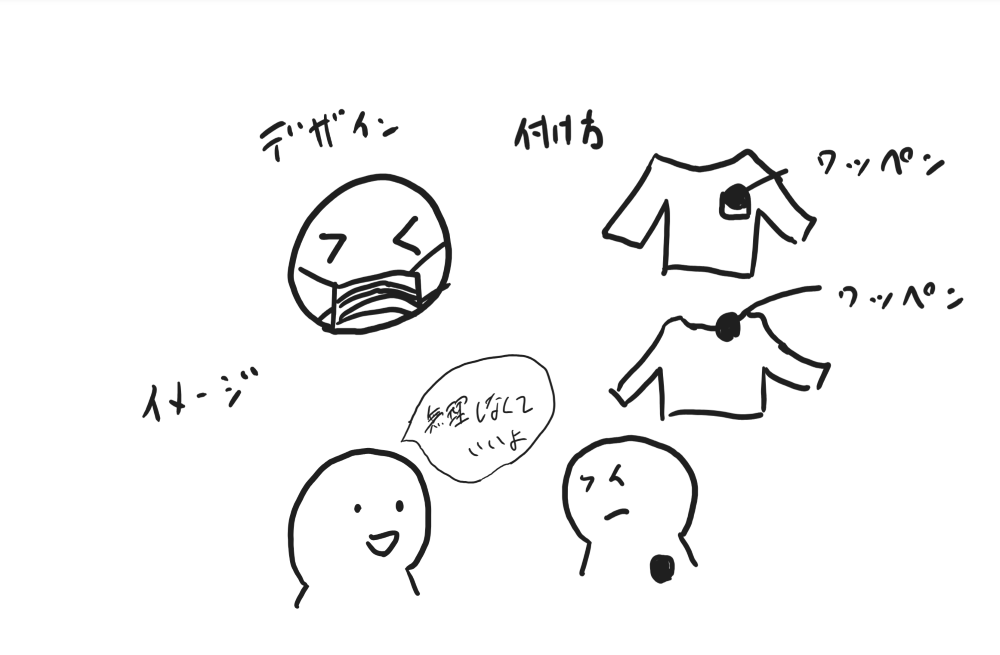 デザイン
付け方
ワッペン
ワッペン
イメージ
無理しなくて
いいよ